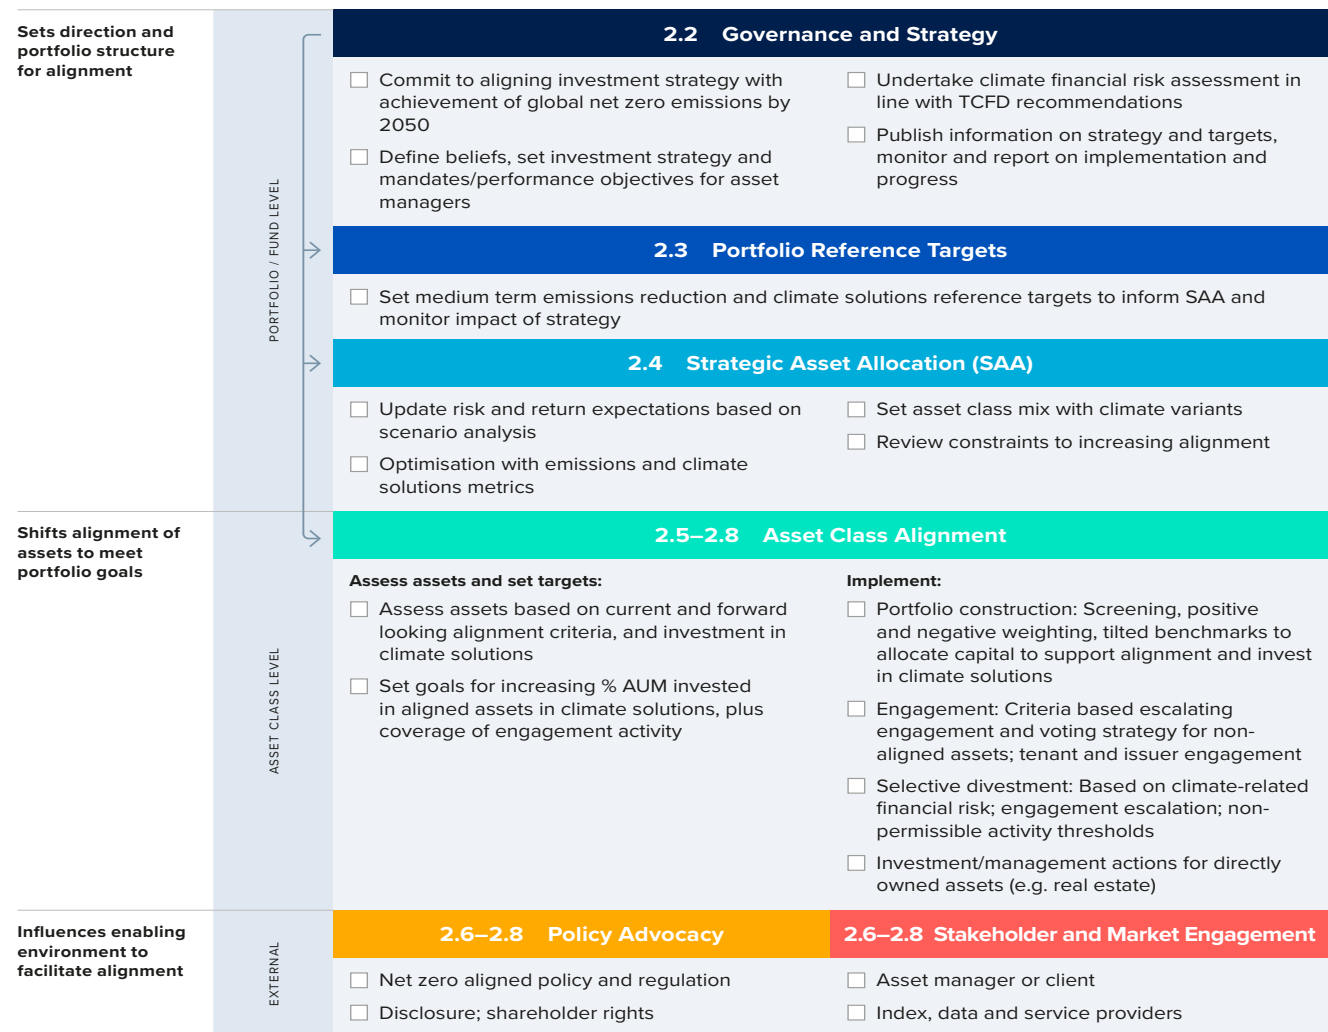 Sets direction and
portfolio structure
for alignment
PORTFOLIO / FUND LEVEL
2.2 Governance and Strategy
Commit to aligning investment strategy with
achievement of global net zero emissions by
2050
Define beliefs, set investment strategy and
mandates/performance objectives for asset
managers
Undertake climate financial risk assessment in
line with TCFD recommendations
Publish information on strategy and targets,
monitor and report on implementation and
progress
2.3 Portfolio Reference Targets
Set medium term emissions reduction and climate solutions reference targets to inform SAA and
monitor impact of strategy
2.4 Strategic Asset Allocation (SAA)
Update risk and return expectations based on
scenario analysis
Optimisation with emissions and climate
solutions metrics
Set asset class mix with climate variants
Review constraints to increasing alignment
Shifts alignment of
assets to meet
portfolio goals
ASSET CLASS LEVEL
2.5–2.8 Asset Class Alignment
Assess assets and set targets:
Assess assets based on current and forward
looking alignment criteria, and investment in
climate solutions
Set goals for increasing % AUM invested
in aligned assets in climate solutions, plus
coverage of engagement activity
Implement:
Portfolio construction: Screening, positive
and negative weighting, tilted benchmarks to
allocate capital to support alignment and invest
in climate solutions
Engagement: Criteria based escalating
engagement and voting strategy for non-
aligned assets; tenant and issuer engagement
Selective divestment: Based on climate-related
financial risk; engagement escalation; non-
permissible activity thresholds
Investment/management actions for directly
owned assets (e.g. real estate)
Influences enabling
environment to
facilitate alignment
EXTERNAL
2.6–2.8 Policy Advocacy
Net zero aligned policy and regulation
Disclosure; shareholder rights
2.6–2.8 Stakeholder and Market Engagement
Asset manager or client
Index, data and service providers